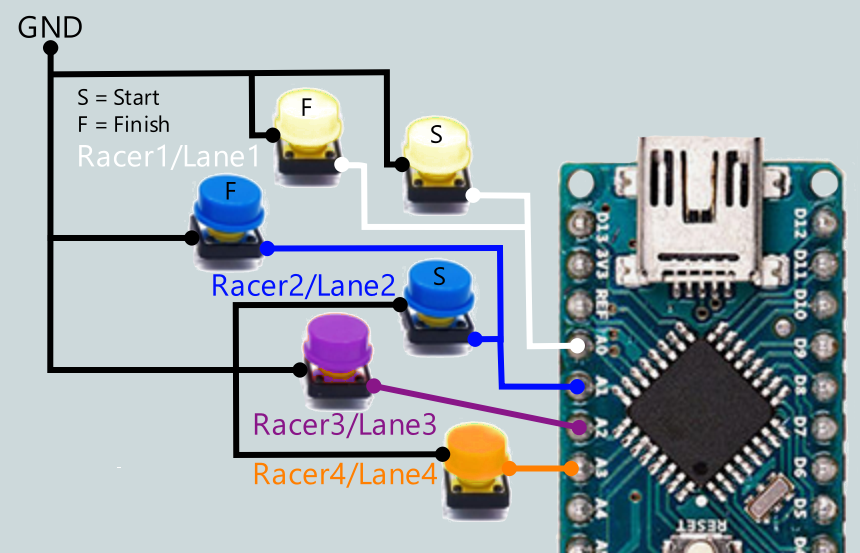 GND
S = Start
F = Finish
F
S
Racer1/Lane1
F
Racer2/Lane2
S
Racer3/Lane3
Racer4/Lane4
D13
3V3
REF
A0
A1
A2
A3
A4
D12
D11
D10
D9
D8
D7
D6
D5
RESET